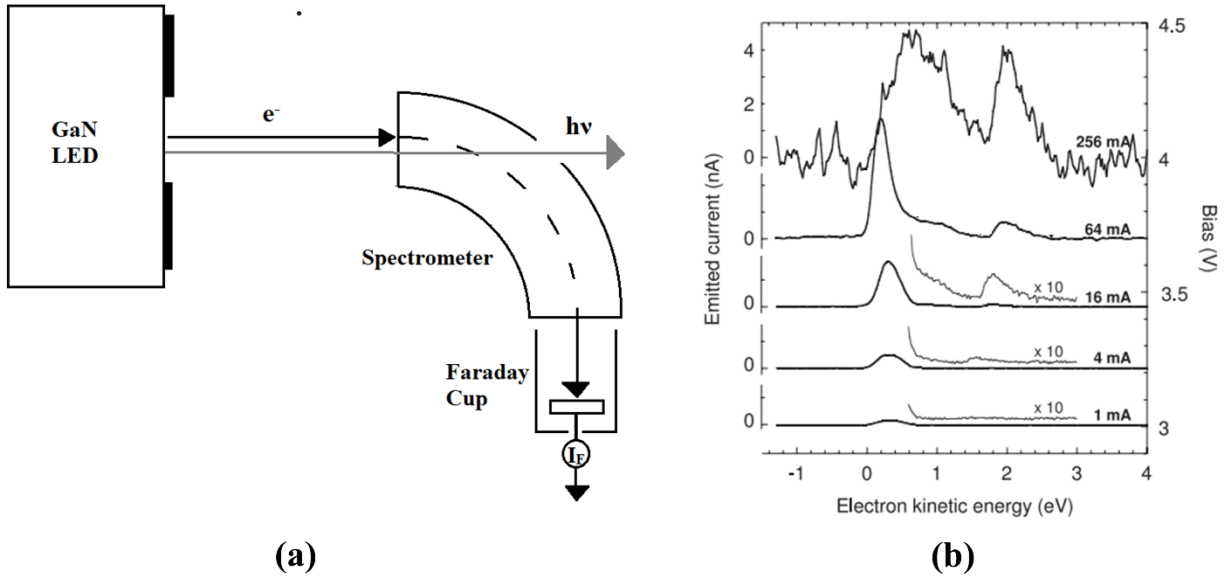 GaN
LED
e⁻
hν
Spectrometer
Faraday
Cup
I_F
(a)
Emitted current (nA)
4
2
0
0
0
0
0
256 mA
64 mA
x 10
16 mA
x 10
4 mA
x 10
1 mA
4.5
4
3.5
3
Bias (V)
-1 0 1 2 3 4
Electron kinetic energy (eV)
(b)